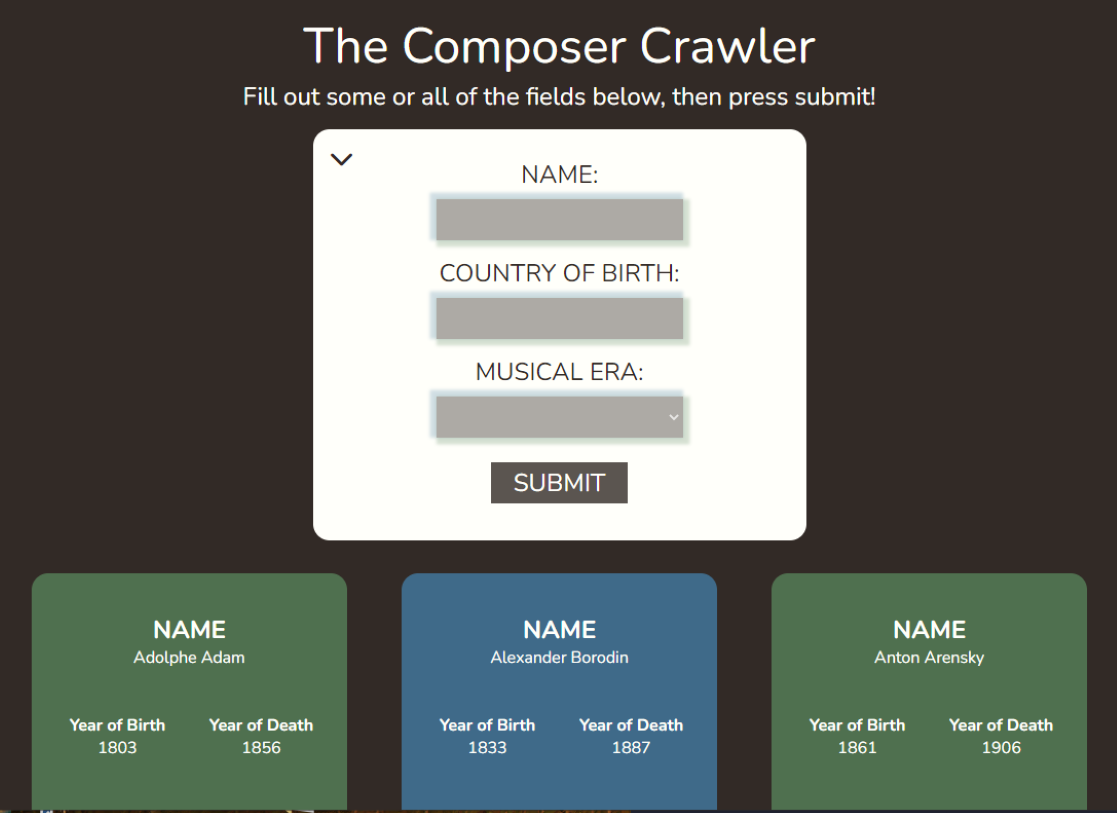 The Composer Crawler
Fill out some or all of the fields below, then press submit!
NAME:
COUNTRY OF BIRTH:
MUSICAL ERA:
SUBMIT
NAME
Adolphe Adam
Year of Birth Year of Death
1803 1856
NAME
Alexander Borodin
Year of Birth Year of Death
1833 1887
NAME
Anton Arensky
Year of Birth Year of Death
1861 1906